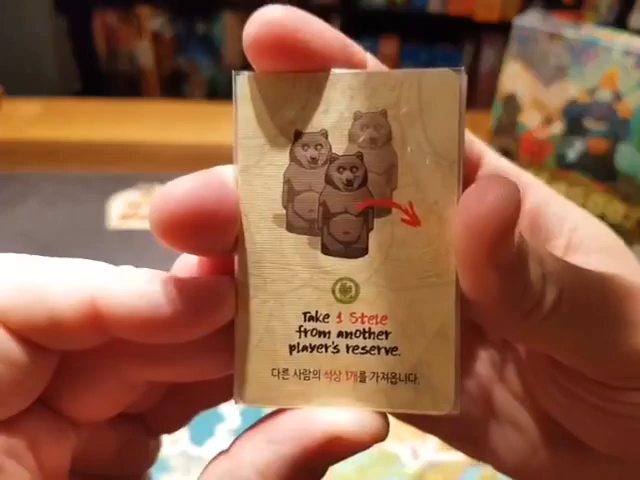 Take 1 Stele
from another
player's reserve.
다른 사람의 석상 1개를 가져옵니다.